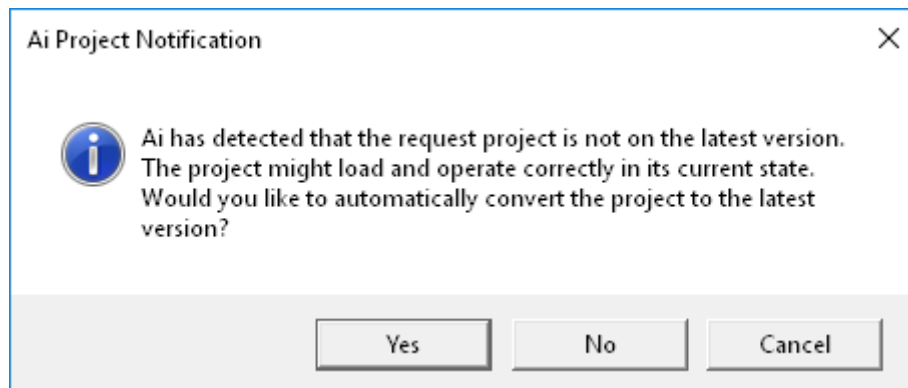 Ai Project Notification
Ai has detected that the request project is not on the latest version.
The project might load and operate correctly in its current state.
Would you like to automatically convert the project to the latest
version?
Yes No Cancel